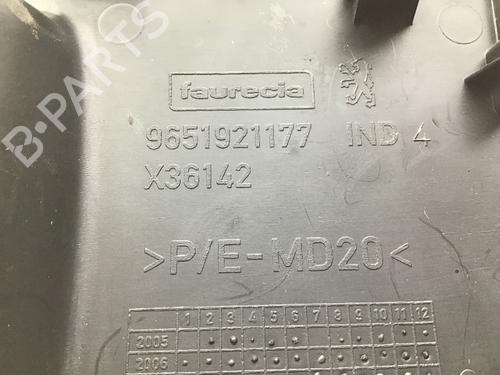 faurecia
9651921177 IND 4
X36142
>P/E-MD20<
1 2 3 4 5 6 7 8 9 10 11 12
2005
2006
B-PARTS